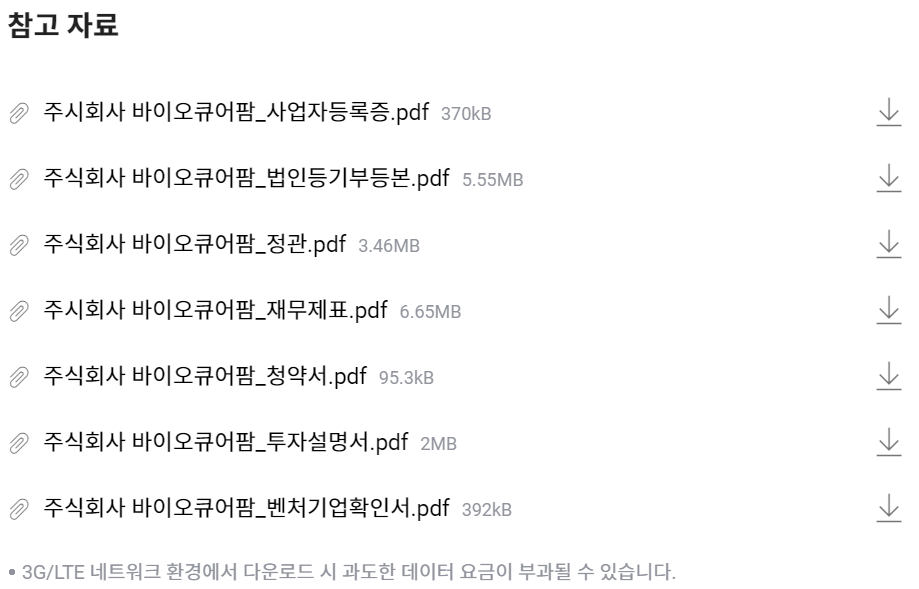 참고 자료
주시회사 바이오큐어팜_사업자등록증.pdf 370kB
주식회사 바이오큐어팜_법인등기부등본.pdf 5.55MB
주식회사 바이오큐어팜_정관.pdf 3.46MB
주시회사 바이오큐어팜_재무제표.pdf 6.65MB
주식회사 바이오큐어팜_청약서.pdf 95.3kB
주식회사 바이오큐어팜_투자설명서.pdf 2MB
주식회사 바이오큐어팜_벤처기업확인서.pdf 392kB
• 3G/LTE 네트워크 환경에서 다운로드 시 과도한 데이터 요금이 부과될 수 있습니다.